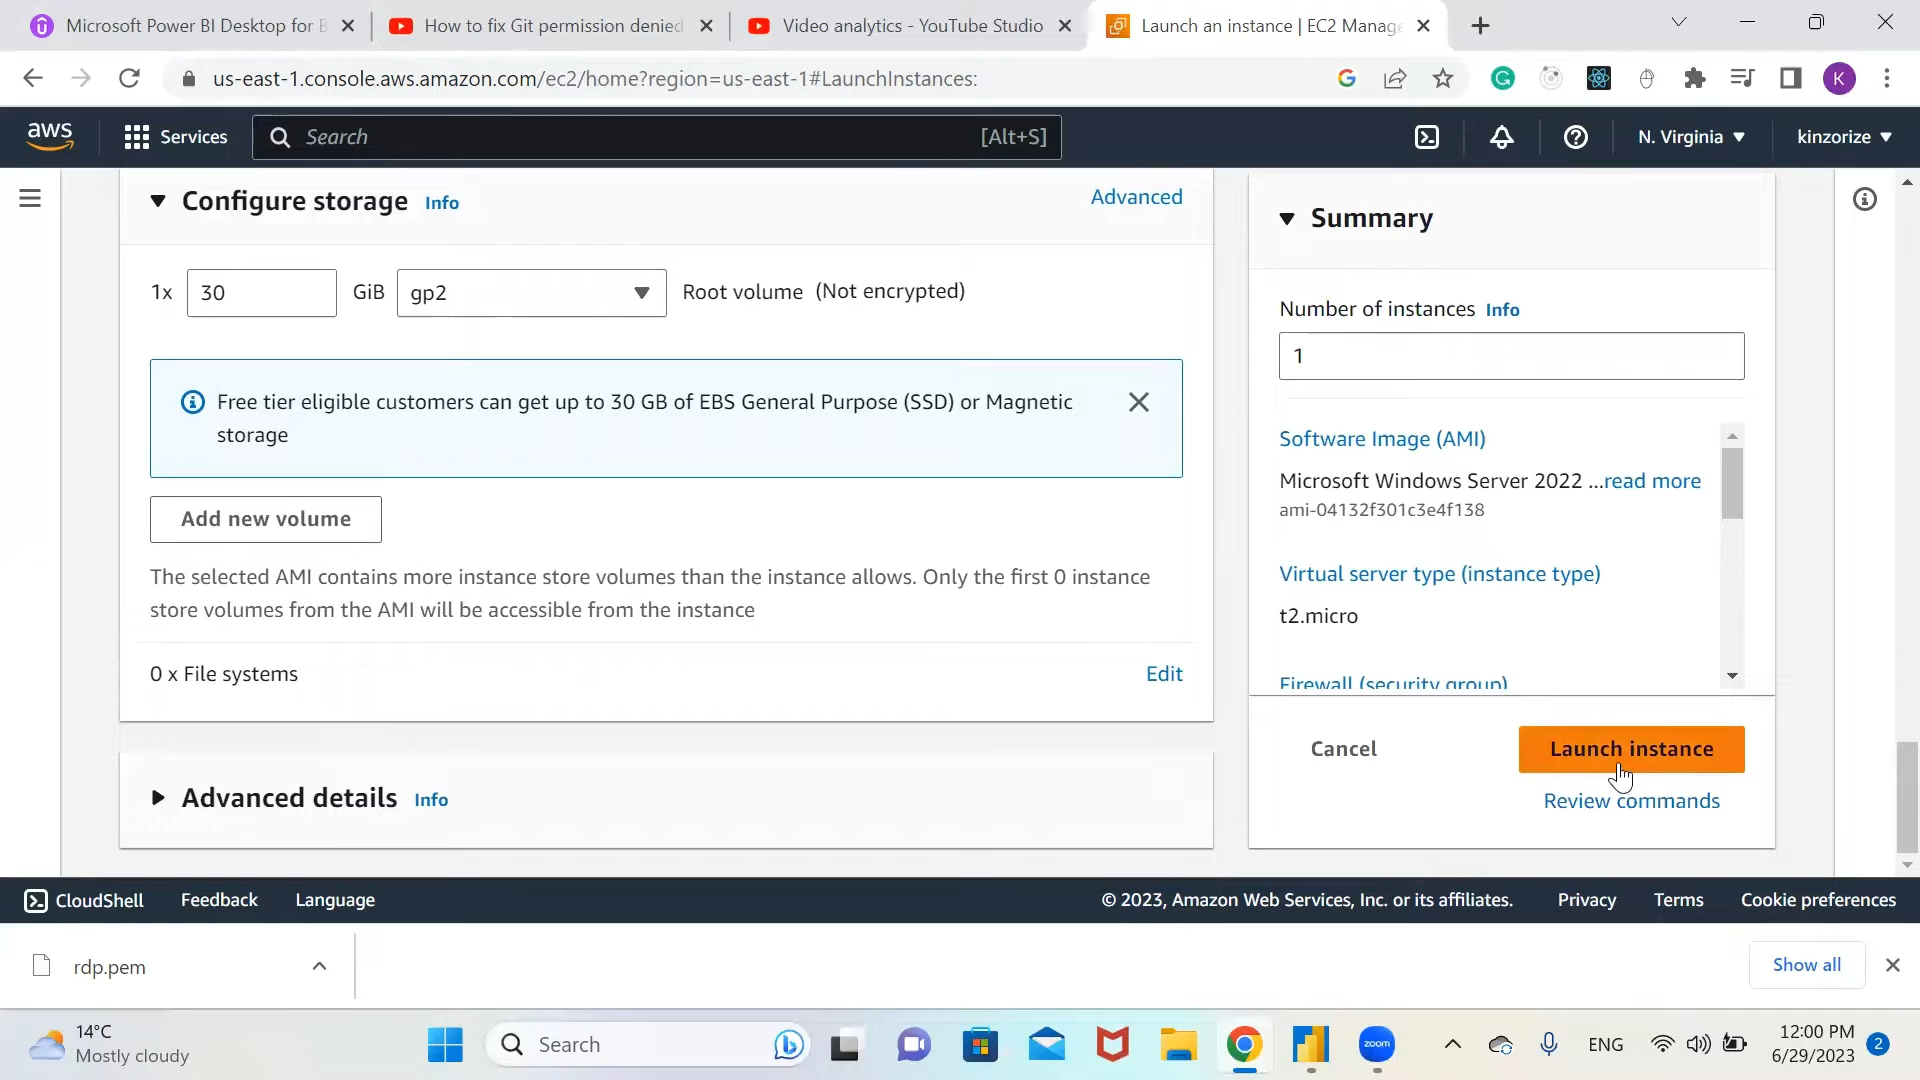 Microsoft Power BI Desktop for B
How to fix Git permission denied
Video analytics - YouTube Studio
Launch an instance | EC2 Manage
us-east-1.console.aws.amazon.com/ec2/home?region=us-east-1#LaunchInstances:
K
aws
Services
Search
[Alt+S]
N. Virginia
kinzorize
Configure storage Info
Advanced
1x
30
GiB
gp2
Root volume (Not encrypted)
Free tier eligible customers can get up to 30 GB of EBS General Purpose (SSD) or Magnetic
storage
Add new volume
The selected AMI contains more instance store volumes than the instance allows. Only the first 0 instance
store volumes from the AMI will be accessible from the instance
0 x File systems
Edit
Advanced details Info
Summary
Number of instances Info
1
Software Image (AMI)
Microsoft Windows Server 2022 ...read more
ami-04132f301c3e4f138
Virtual server type (instance type)
t2.micro
Firewall (security group)
Cancel
Launch instance
Review commands
CloudShell
Feedback
Language
© 2023, Amazon Web Services, Inc. or its affiliates.
Privacy
Terms
Cookie preferences
rdp.pem
Show all
14°C
Mostly cloudy
Search
zoom
ENG
12:00 PM
6/29/2023
2